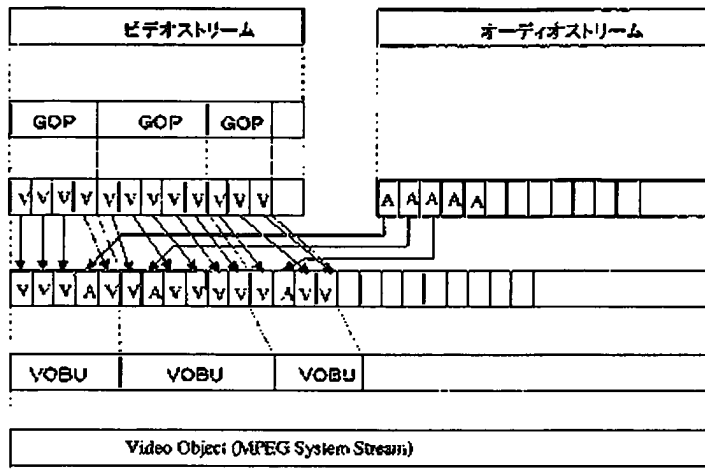 ビデオストリーム オーディオストリーム
GOP GOP GOP
V V V V V V V V V V V V A A A A A
V V V A V V A V V V V V A V V
VOBU VOBU VOBU
Video Object (MPEG System Stream)